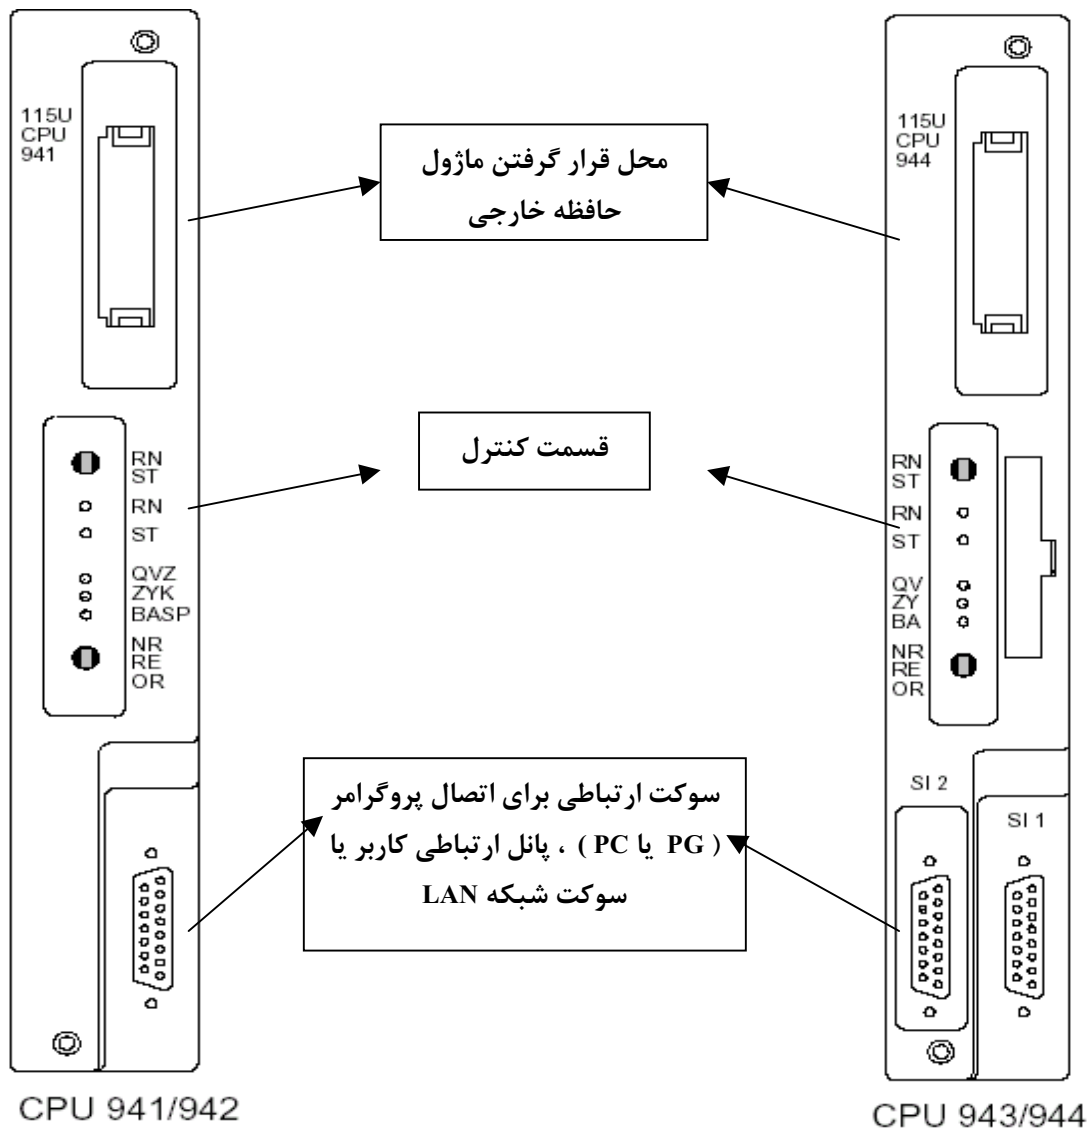 115U
CPU
941
محل قرار گرفتن ماژول
حافظه خارجی
115U
CPU
944
قسمت کنترل
RN
ST
RN
ST
QVZ
ZYK
BASP
NR
RE
OR
RN
ST
RN
ST
QV
ZY
BA
NR
RE
OR
سوکت ارتباطی برای اتصال پروگرامر
( PG یا PC ) ، پانل ارتباطی کاربر یا
سوکت شبکه LAN
SI 2
SI 1
CPU 941/942
CPU 943/944